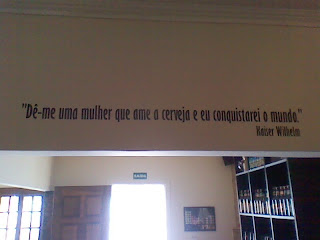 "Dê-me uma mulher que ame a cerveja e eu conquistarei o mundo."
Kaiser Wilhelm